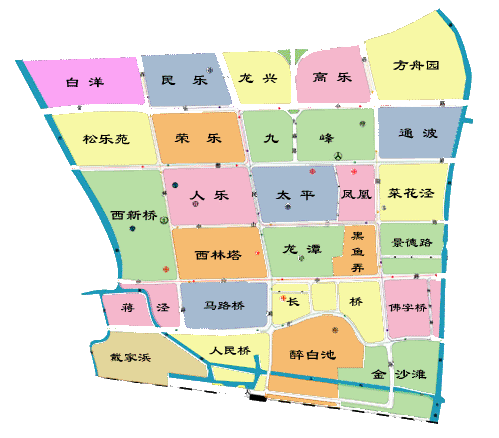 方舟园
白洋
民乐
龙兴
高乐
松乐苑
荣乐
九峰
通波
西新桥
人乐
太平
凤凰
菜花泾
西林塔
龙潭
黑鱼弄
景德路
蒋泾
马路桥
长桥
佛字桥
戴家浜
人民桥
醉白池
金沙滩